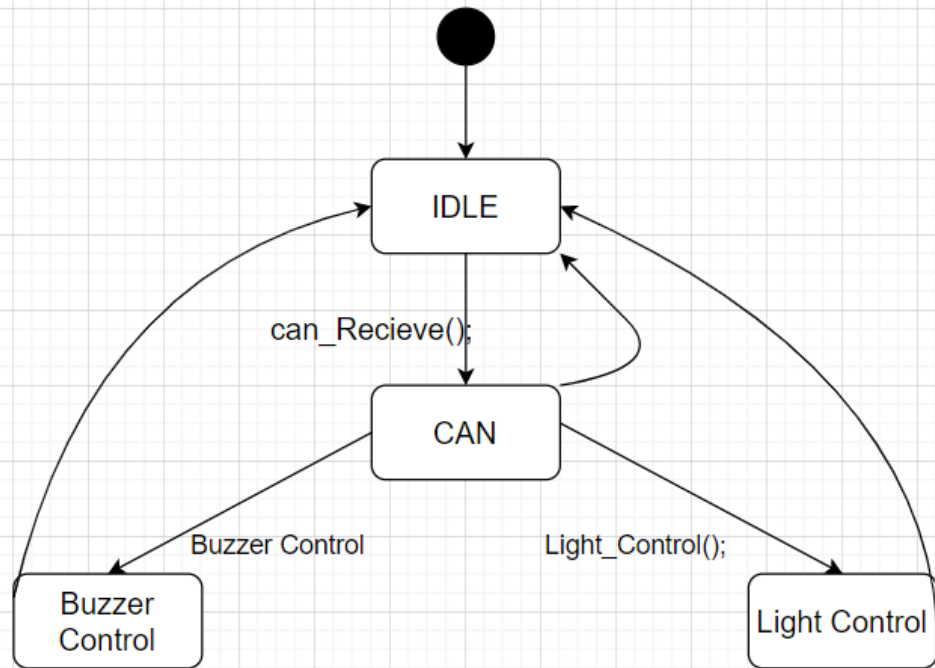 IDLE
can_Recieve();
CAN
Buzzer Control
Light_Control();
Buzzer
Control
Light Control